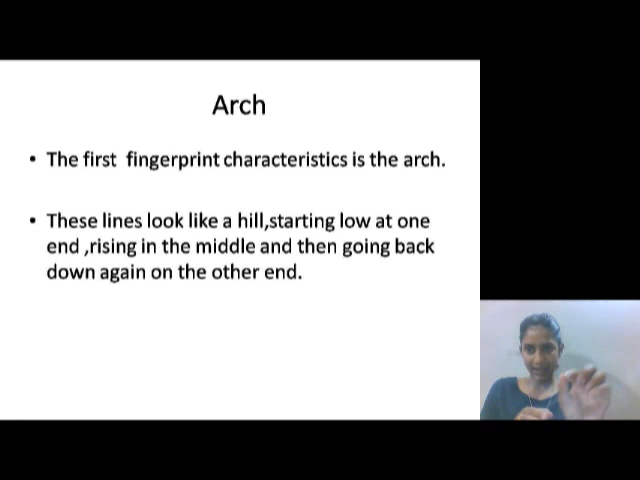 Arch
• The first fingerprint characteristics is the arch.
• These lines look like a hill,starting low at one
end ,rising in the middle and then going back
down again on the other end.